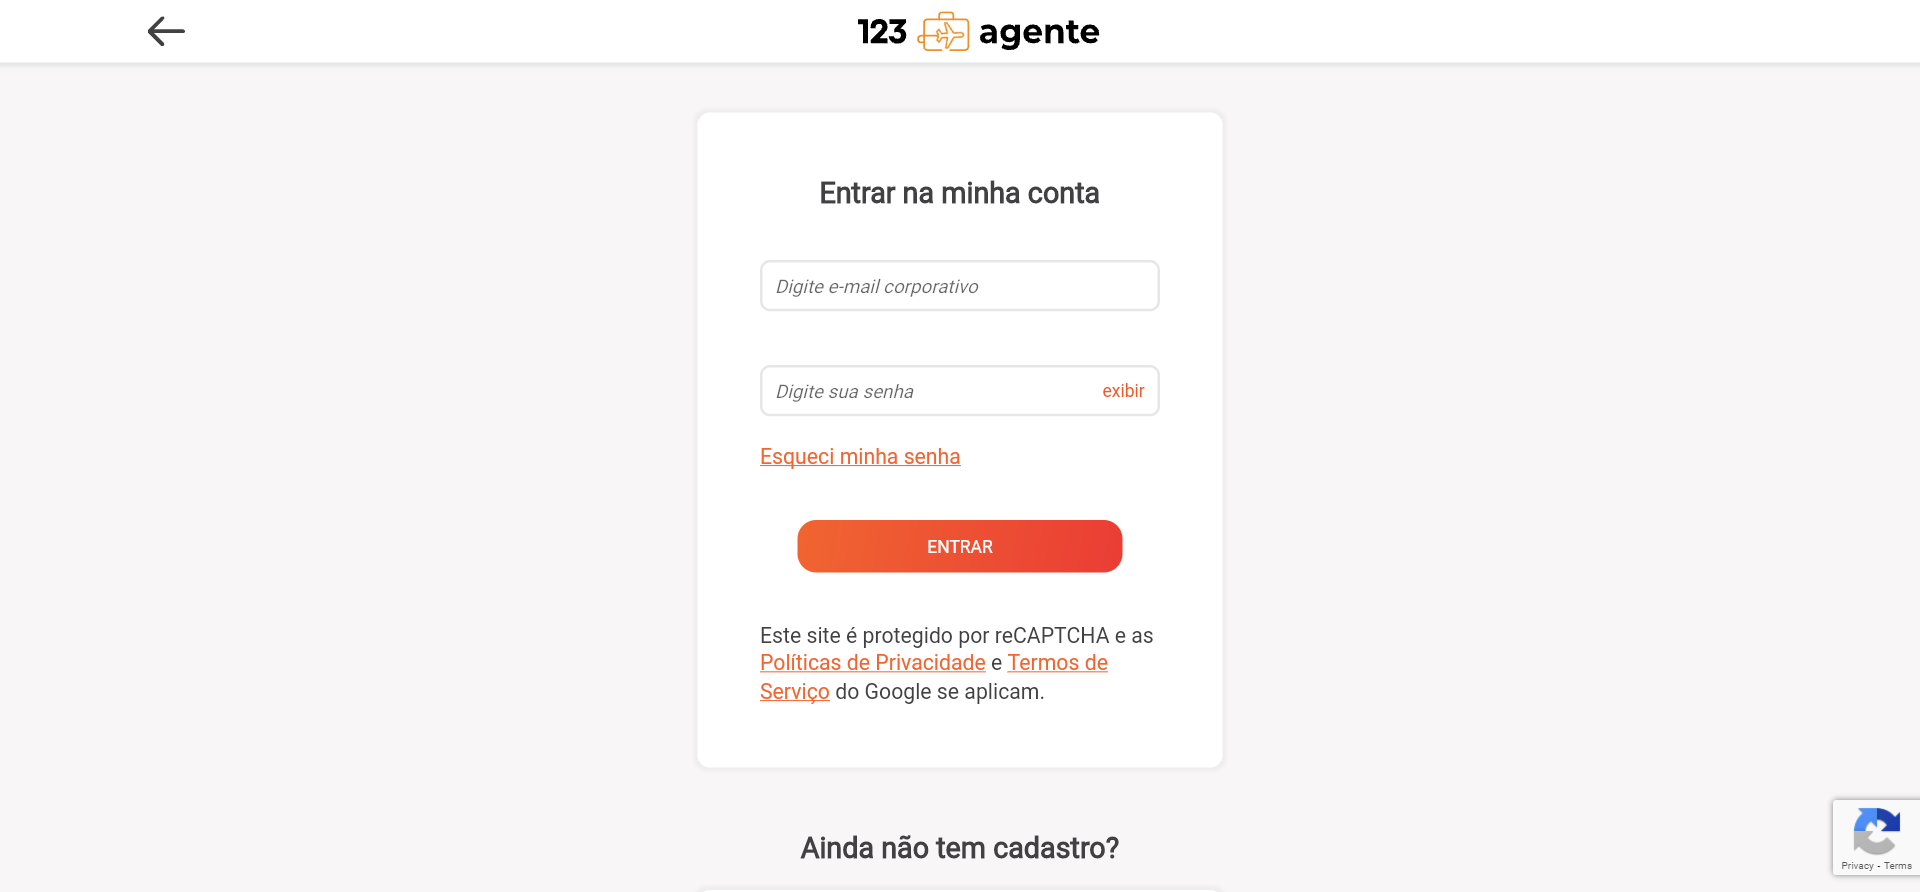 123 agente
Entrar na minha conta
Digite e-mail corporativo
Digite sua senha
exibir
Esqueci minha senha
ENTRAR
Este site é protegido por reCAPTCHA e as
Políticas de Privacidade e Termos de
Serviço do Google se aplicam.
Ainda não tem cadastro?
Privacy - Terms